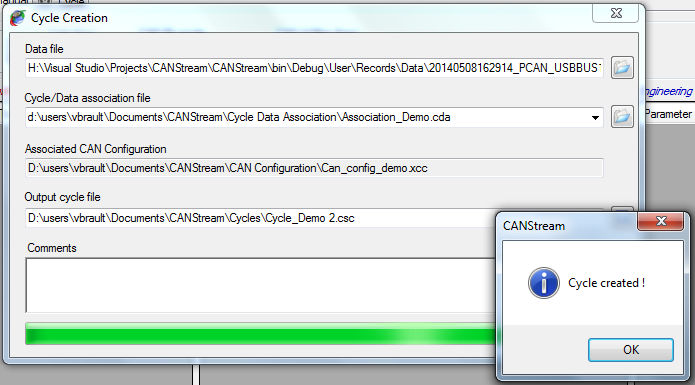 Cycle
Cycle Creation
Data file
H:\Visual Studio\Projects\CANStream\CANStream\bin\Debug\User\Records\Data\20140508162914_PCAN_USBBUS1
Cycle/Data association file
d:\users\vbrault\Documents\CANStream\Cycle Data Association\Association_Demo.cda
ngineering
Parameter
Associated CAN Configuration
D:\users\vbrault\Documents\CANStream\CAN Configuration\Can_config_demo.xcc
Output cycle file
D:\users\vbrault\Documents\CANStream\Cycles\Cycle_Demo 2.csc
CANStream
Comments
Cycle created !
OK